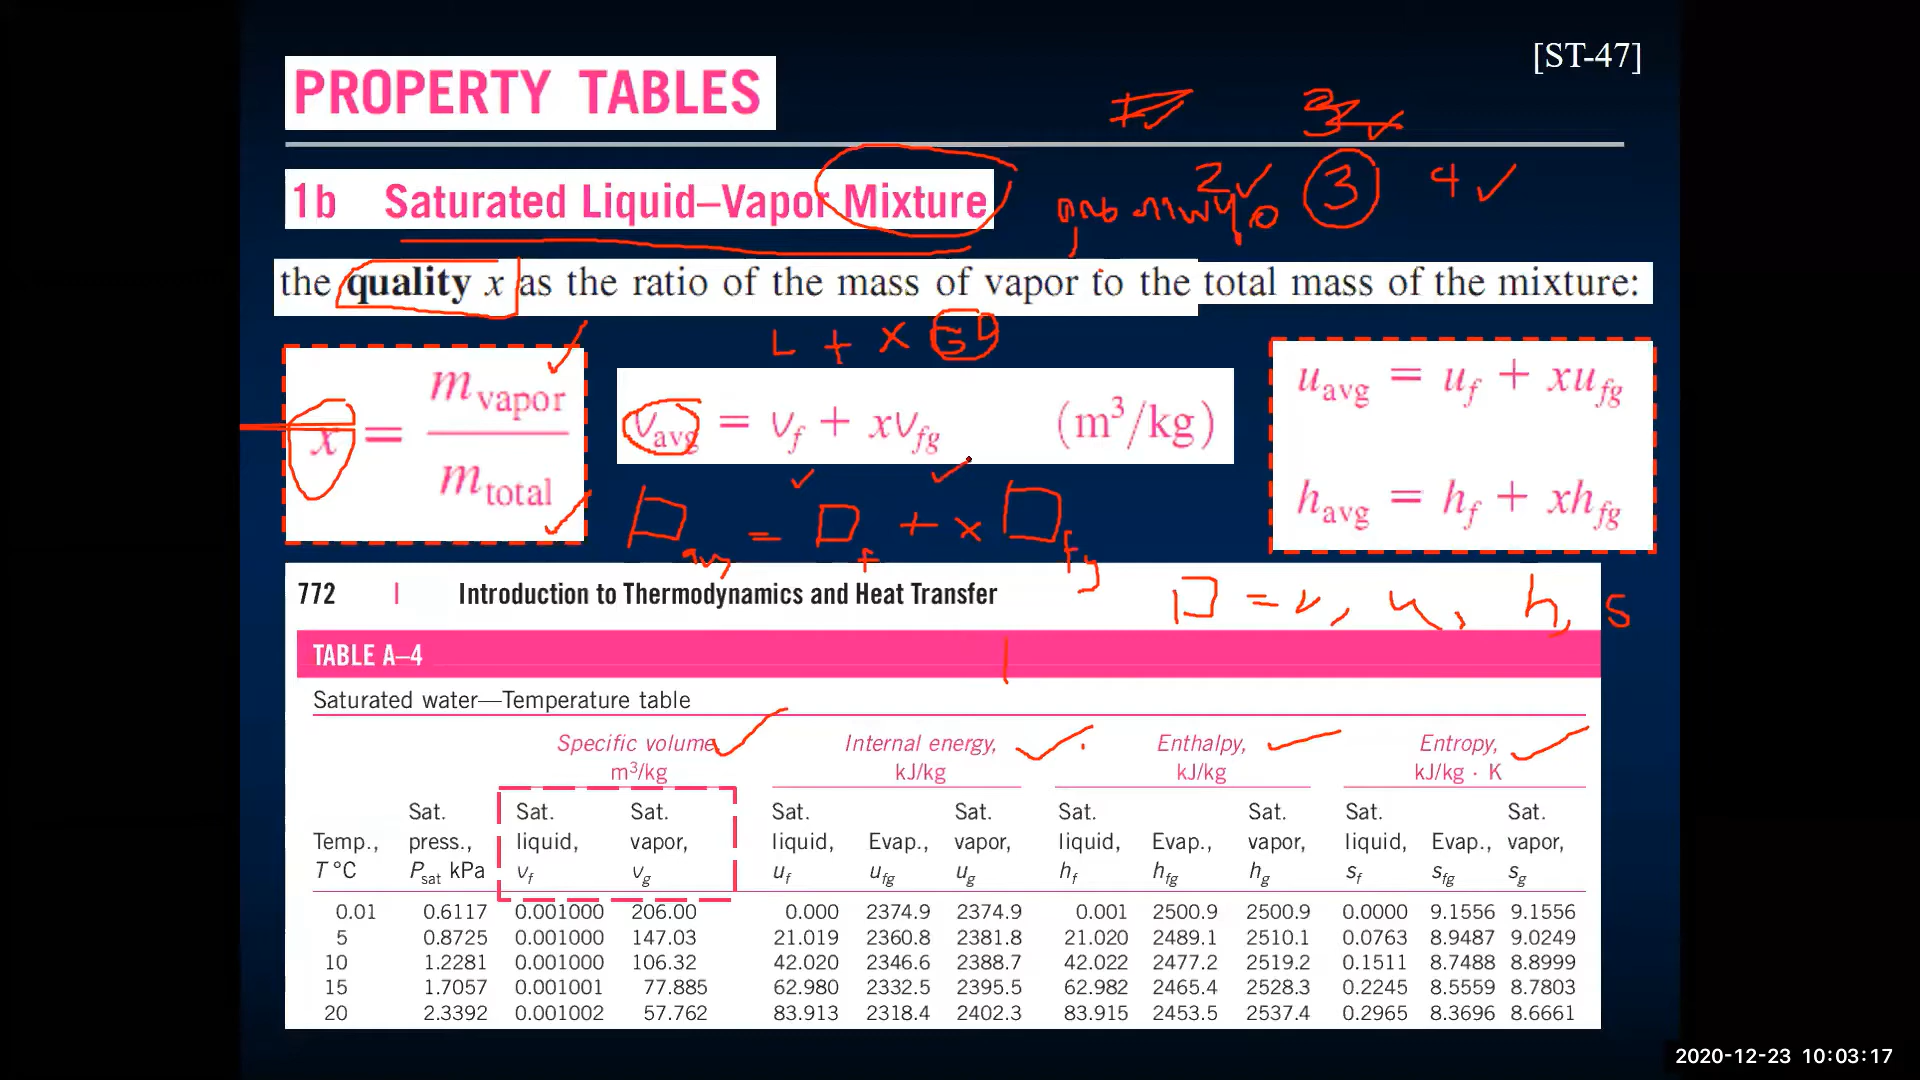 [ST-47]
PROPERTY TABLES
1b Saturated Liquid–Vapor Mixture
2 3 4
the quality x as the ratio of the mass of vapor to the total mass of the mixture:
L + x GL
x = m_vapor / m_total
v_avg = v_f + xv_fg (m³/kg)
u_avg = u_f + xu_fg
h_avg = h_f + xh_fg
□_avg = □_f + x □_fg
772 | Introduction to Thermodynamics and Heat Transfer
□ = v, u, h, s
TABLE A–4
Saturated water—Temperature table
Specific volume Internal energy, Enthalpy, Entropy,
m³/kg kJ/kg kJ/kg kJ/kg · K
Sat. Sat. Sat. Sat. Sat. Sat. Sat. Sat. Sat.
Temp., press., liquid, vapor, liquid, Evap., vapor, liquid, Evap., vapor, liquid, Evap., vapor,
T °C P_sat kPa v_f v_g u_f u_fg u_g h_f h_fg h_g s_f s_fg s_g
0.01 0.6117 0.001000 206.00 0.000 2374.9 2374.9 0.001 2500.9 2500.9 0.0000 9.1556 9.1556
5 0.8725 0.001000 147.03 21.019 2360.8 2381.8 21.020 2489.1 2510.1 0.0763 8.9487 9.0249
10 1.2281 0.001000 106.32 42.020 2346.6 2388.7 42.022 2477.2 2519.2 0.1511 8.7488 8.8999
15 1.7057 0.001001 77.885 62.980 2332.5 2395.5 62.982 2465.4 2528.3 0.2245 8.5559 8.7803
20 2.3392 0.001002 57.762 83.913 2318.4 2402.3 83.915 2453.5 2537.4 0.2965 8.3696 8.6661
2020-12-23 10:03:17